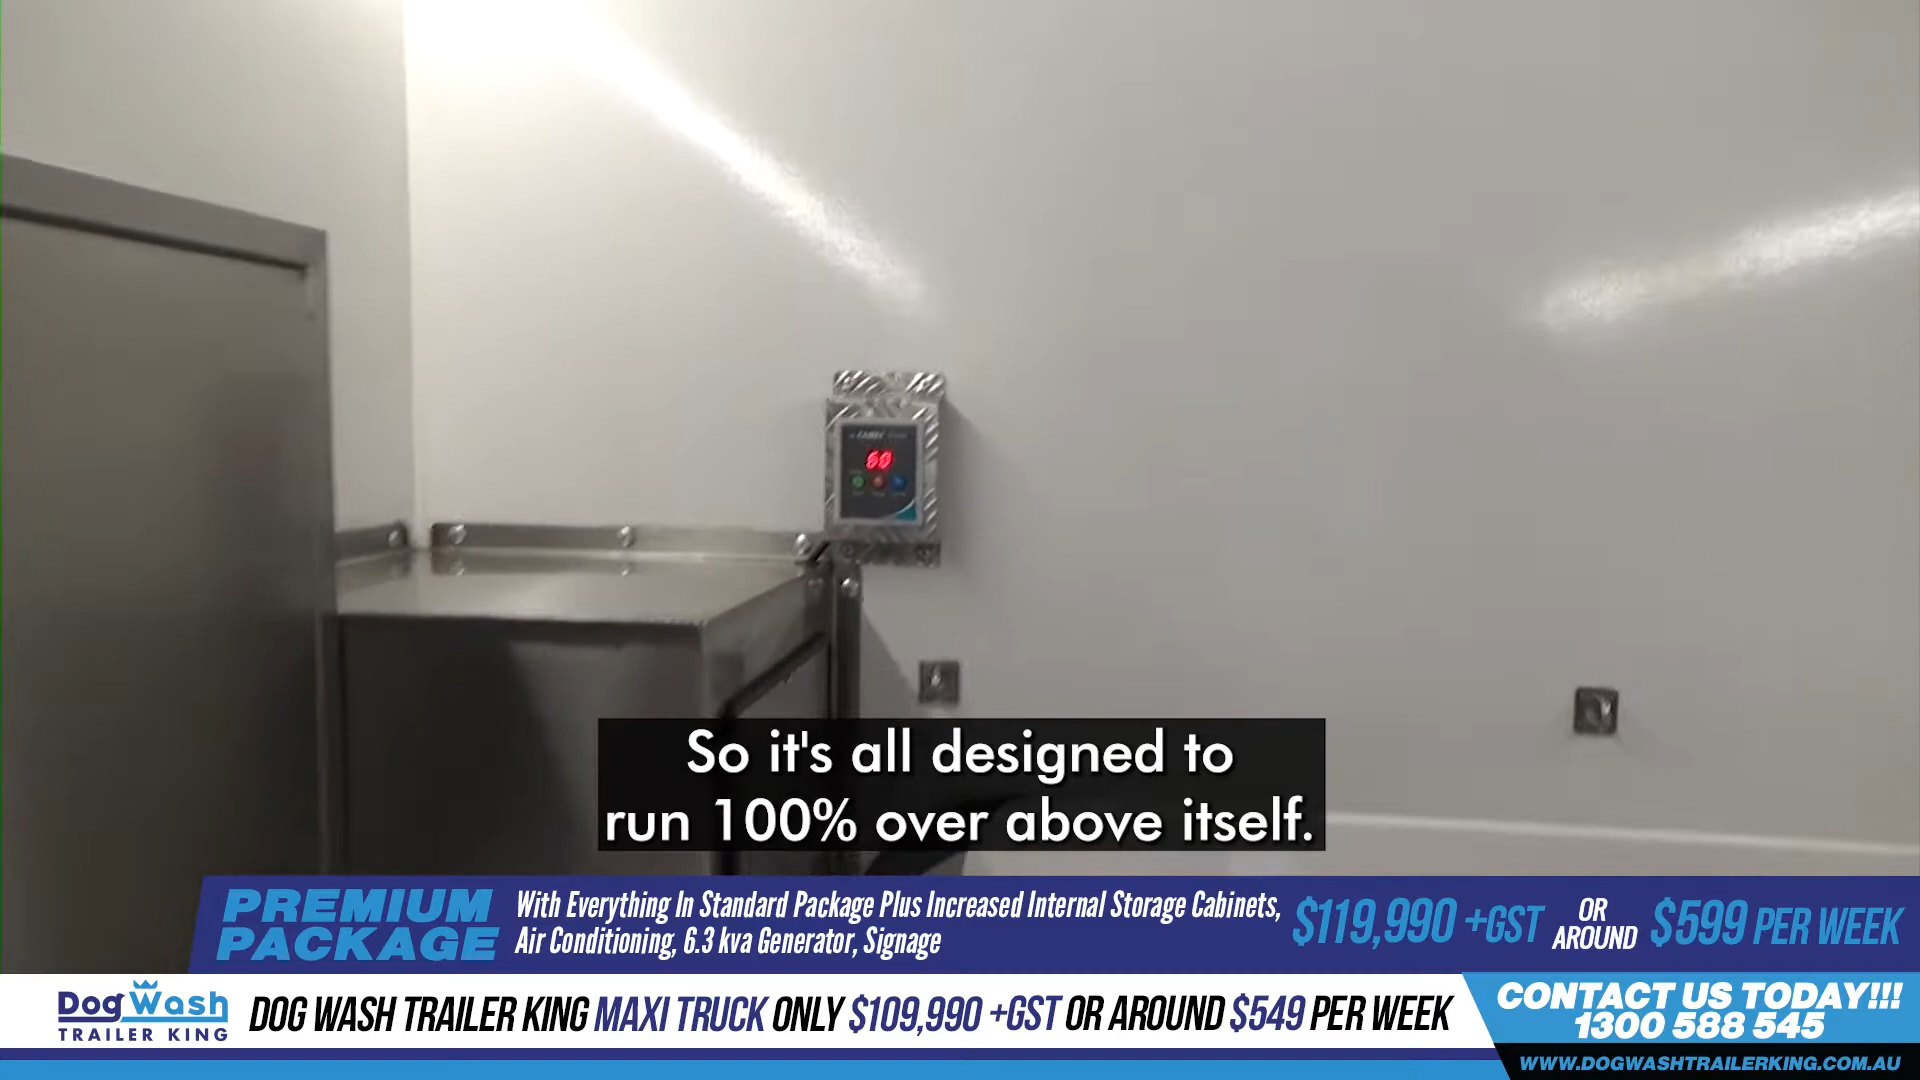 60
So it's all designed to
run 100% over above itself.
PREMIUM
PACKAGE
With Everything In Standard Package Plus Increased Internal Storage Cabinets,
Air Conditioning, 6.3 kva Generator, Signage
$119,990 +GST
OR
AROUND
$599 PER WEEK
Dog Wash
TRAILER KING
DOG WASH TRAILER KING MAXI TRUCK ONLY $109,990 +GST OR AROUND $549 PER WEEK
CONTACT US TODAY!!!
1300 588 545
WWW.DOGWASHTRAILERKING.COM.AU